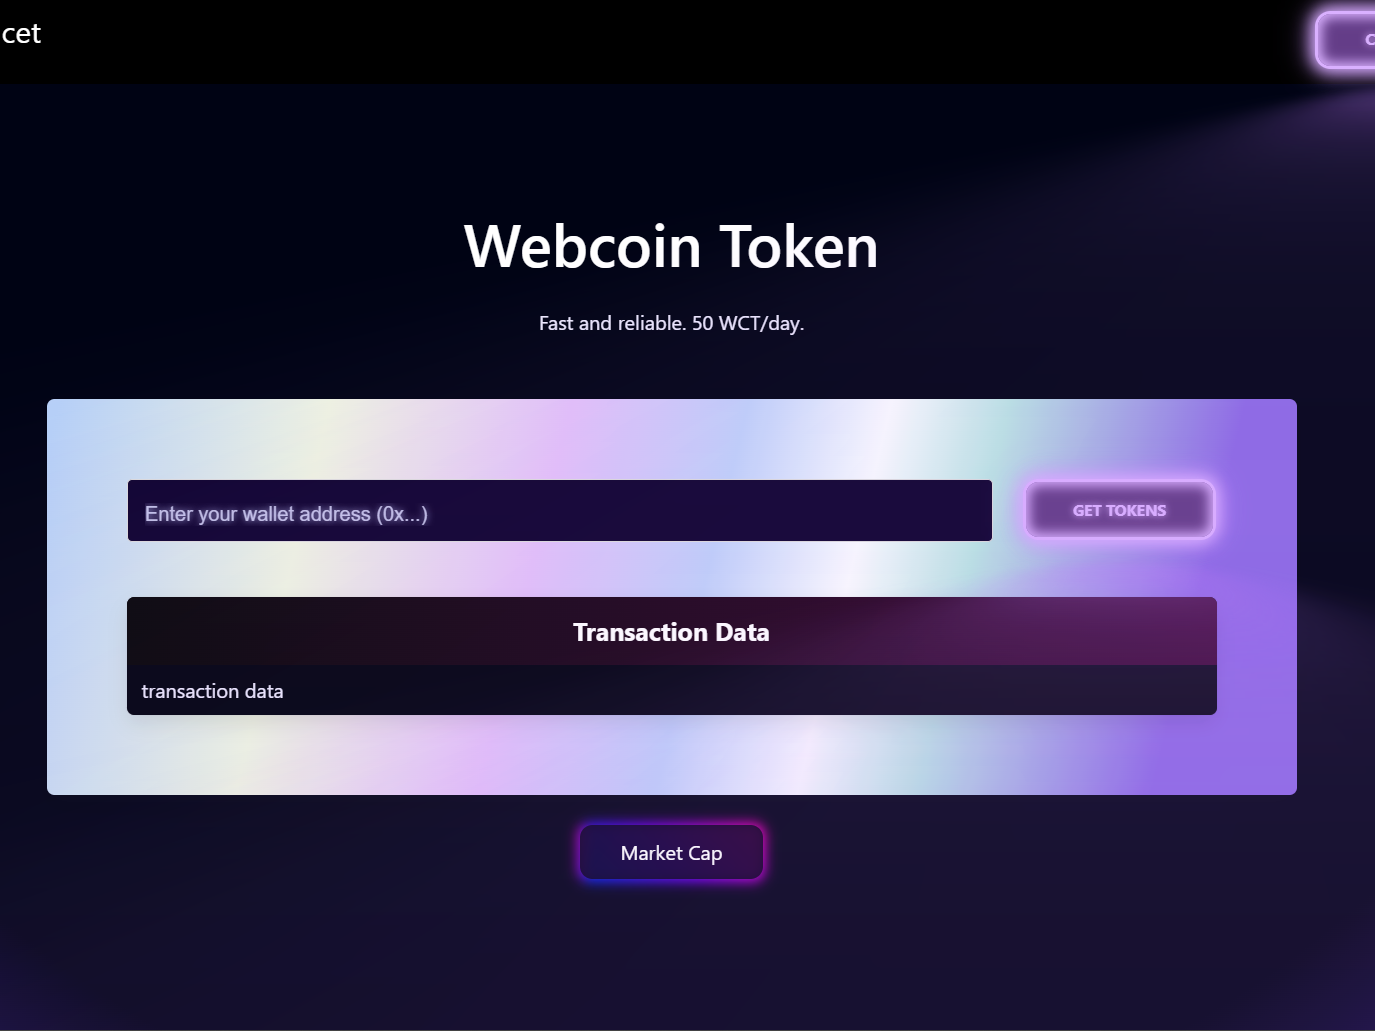 cet
Webcoin Token
Fast and reliable. 50 WCT/day.
Enter your wallet address (0x...)
GET TOKENS
Transaction Data
transaction data
Market Cap